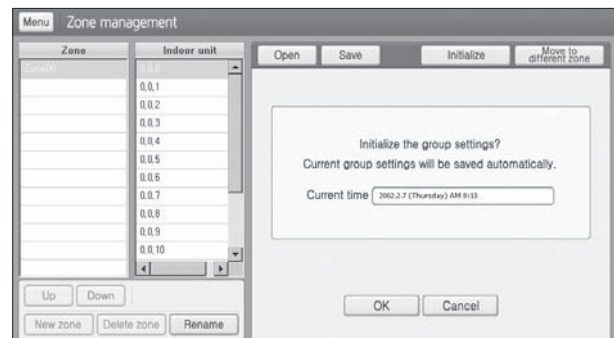 Menu Zone management
Zone Indoor unit
Zone00 0,0,0
0,0,1
0,0,2
0,0,3
0,0,4
0,0,5
0,0,6
0,0,7
0,0,8
0,0,9
0,0,10
Up Down
New zone Delete zone Rename
Open Save Initialize Move to different zone
Initialize the group settings?
Current group settings will be saved automatically.
Current time 2002.2.7 (Thursday) AM 8:13
OK Cancel